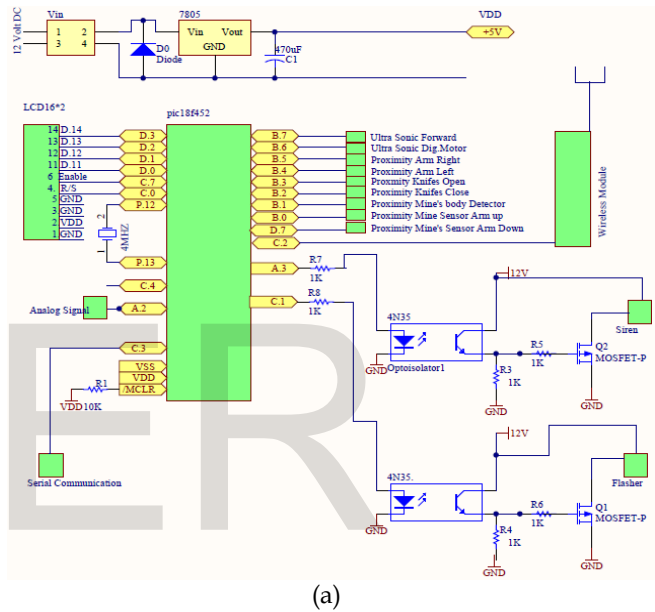 Vin
7805
VDD
12 Volt DC
1 2
3 4
Vin Vout
GND
+5V
D0
Diode
470uF
C1
LCD16*2
pic18f452
14 D.14
13 D.13
12 D.12
11 D.11
6 Enable
4. R/S
5 GND
3 GND
2 VDD
1 GND
D.3
D.2
D.1
D.0
C.7
C.0
P.12
2
1
4MHZ
P.13
C.4
Analog Signal
A.2
C.3
VSS
VDD
/MCLR
R1
VDD 10K
Serial Communication
B.7 Ultra Sonic Forward
B.6 Ultra Sonic Dig.Motor
B.5 Proximity Arm Right
B.4 Proximity Arm Left
B.3 Proximty Knifes Open
B.2 Proximity Knifes Close
B.1 Proximity Mine's body Detector
B.0 Proximity Mine Sensor Arm up
D.7 Proximity Mine's Sensor Arm Down
C.2
Wireless Module
A.3
R7
1K
C.1
R8
1K
4N35
GND
Optoisolator1
12V
R3
1K
GND
R5
1K
Siren
Q2
MOSFET-P
GND
4N35.
GND
12V
R4
1K
GND
R6
1K
Flasher
Q1
MOSFET-P
GND
ER
(a)